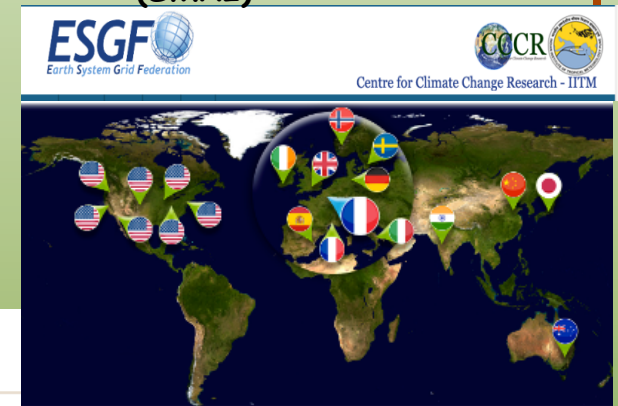 ESGF
Earth System Grid Federation
CCCR
Centre for Climate Change Research - IITM